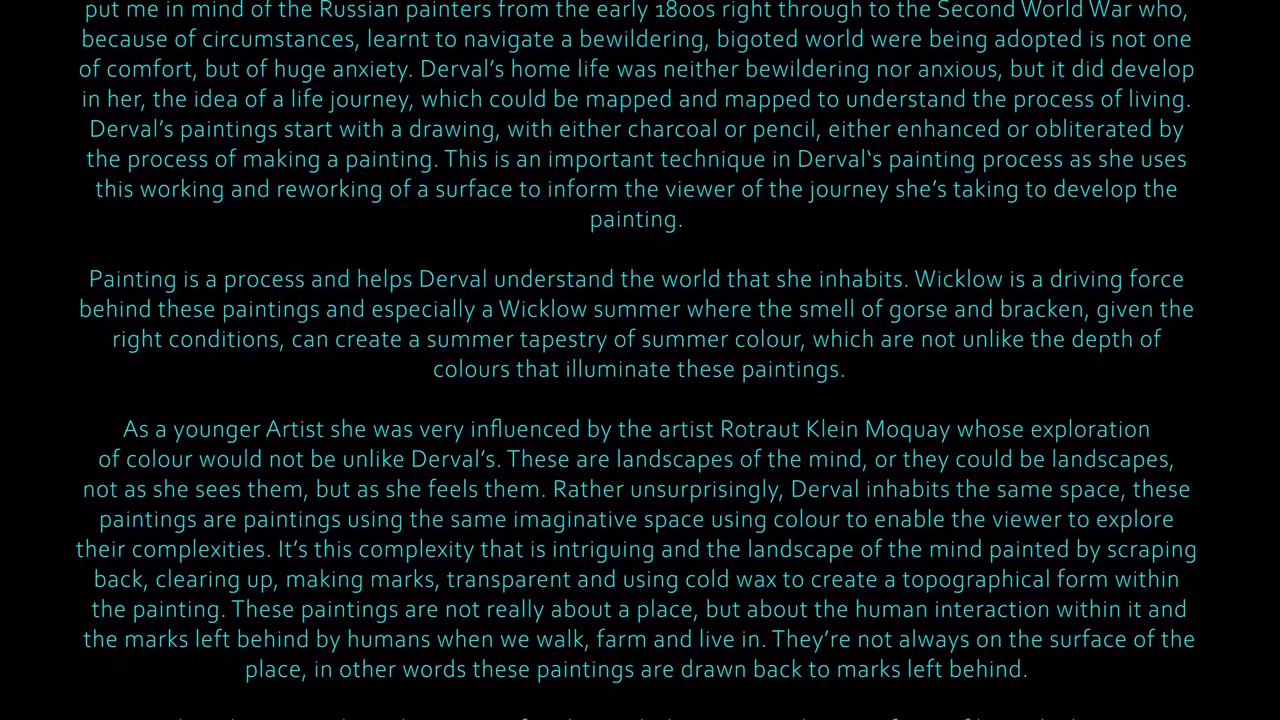 put me in mind of the Russian painters from the early 1800s right through to the Second World War who,
because of circumstances, learnt to navigate a bewildering, bigoted world were being adopted is not one
of comfort, but of huge anxiety. Derval’s home life was neither bewildering nor anxious, but it did develop
in her, the idea of a life journey, which could be mapped and mapped to understand the process of living.
Derval’s paintings start with a drawing, with either charcoal or pencil, either enhanced or obliterated by
the process of making a painting. This is an important technique in Derval‘s painting process as she uses
this working and reworking of a surface to inform the viewer of the journey she’s taking to develop the
painting.
Painting is a process and helps Derval understand the world that she inhabits. Wicklow is a driving force
behind these paintings and especially a Wicklow summer where the smell of gorse and bracken, given the
right conditions, can create a summer tapestry of summer colour, which are not unlike the depth of
colours that illuminate these paintings.
As a younger Artist she was very influenced by the artist Rotraut Klein Moquay whose exploration
of colour would not be unlike Derval’s. These are landscapes of the mind, or they could be landscapes,
not as she sees them, but as she feels them. Rather unsurprisingly, Derval inhabits the same space, these
paintings are paintings using the same imaginative space using colour to enable the viewer to explore
their complexities. It’s this complexity that is intriguing and the landscape of the mind painted by scraping
back, clearing up, making marks, transparent and using cold wax to create a topographical form within
the painting. These paintings are not really about a place, but about the human interaction within it and
the marks left behind by humans when we walk, farm and live in. They’re not always on the surface of the
place, in other words these paintings are drawn back to marks left behind.